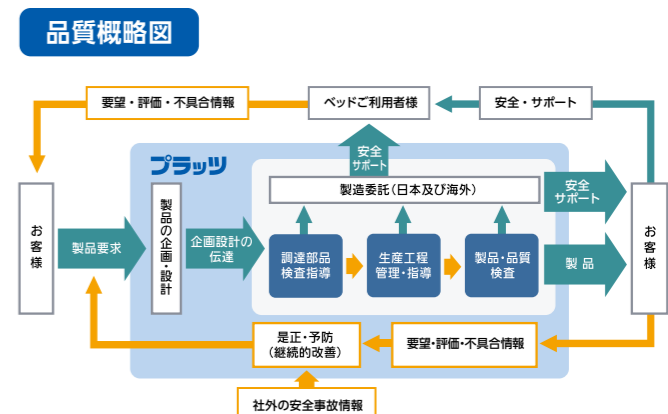 品質概略図
要望・評価・不具合情報
ベッドご利用者様
安全・サポート
プラッツ
安全
サポート
製造委託(日本及び海外)
安全
サポート
お客様
製品要求
製品の企画・設計
企画設計の
伝達
調達部品
検査指導
生産工程
管理・指導
製品・品質
検査
製品
お客様
是正・予防
(継続的改善)
要望・評価・不具合情報
社外の安全事故情報